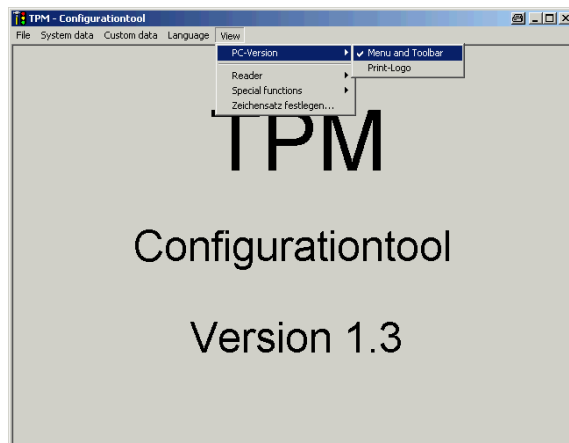 TPM - Configurationtool
File System data Custom data Language View
PC-Version
Menu and Toolbar
Print-Logo
Reader
Special functions
Zeichensatz festlegen...
TPM
Configurationtool
Version 1.3